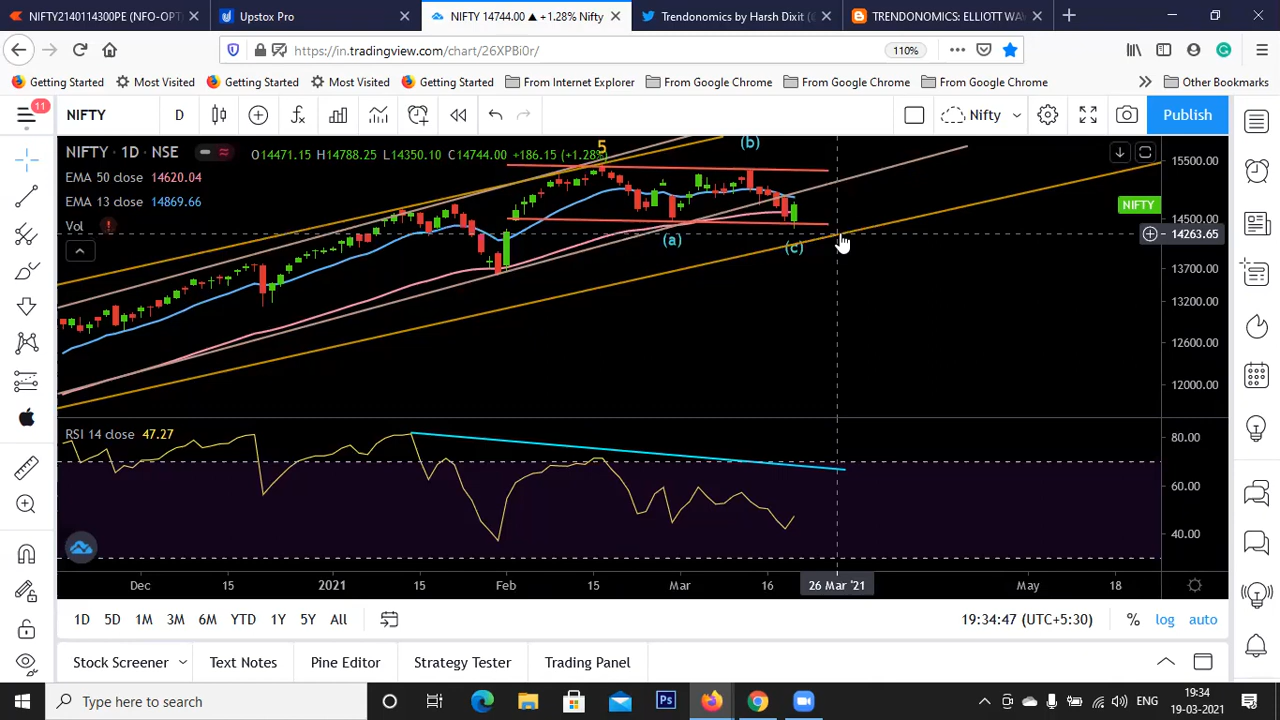 NIFTY2140114300PE (NFO-OPT
Upstox Pro
NIFTY 14744.00 ▲ +1.28% Nifty
Trendonomics by Harsh Dixit (
TRENDONOMICS: ELLIOTT WA
https://in.tradingview.com/chart/26XPBi0r/
110%
Getting Started
Most Visited
Getting Started
Most Visited
Getting Started
From Internet Explorer
From Google Chrome
From Google Chrome
From Google Chrome
Other Bookmarks
11
NIFTY
D
Nifty
Publish
NIFTY · 1D · NSE
O14471.15 H14788.25 L14350.10 C14744.00 +186.15 (+1.28%)
EMA 50 close 14620.04
EMA 13 close 14869.66
Vol
5
(b)
(a)
(c)
15500.00
NIFTY
14500.00
14263.65
13700.00
13200.00
12600.00
12000.00
RSI 14 close 47.27
80.00
60.00
40.00
Dec
15
2021
15
Feb
15
Mar
16
26 Mar '21
May
18
1D
5D
1M
3M
6M
YTD
1Y
5Y
All
19:34:47 (UTC+5:30)
%
log
auto
Stock Screener
Text Notes
Pine Editor
Strategy Tester
Trading Panel
Type here to search
Ps
ENG
19:34
19-03-2021